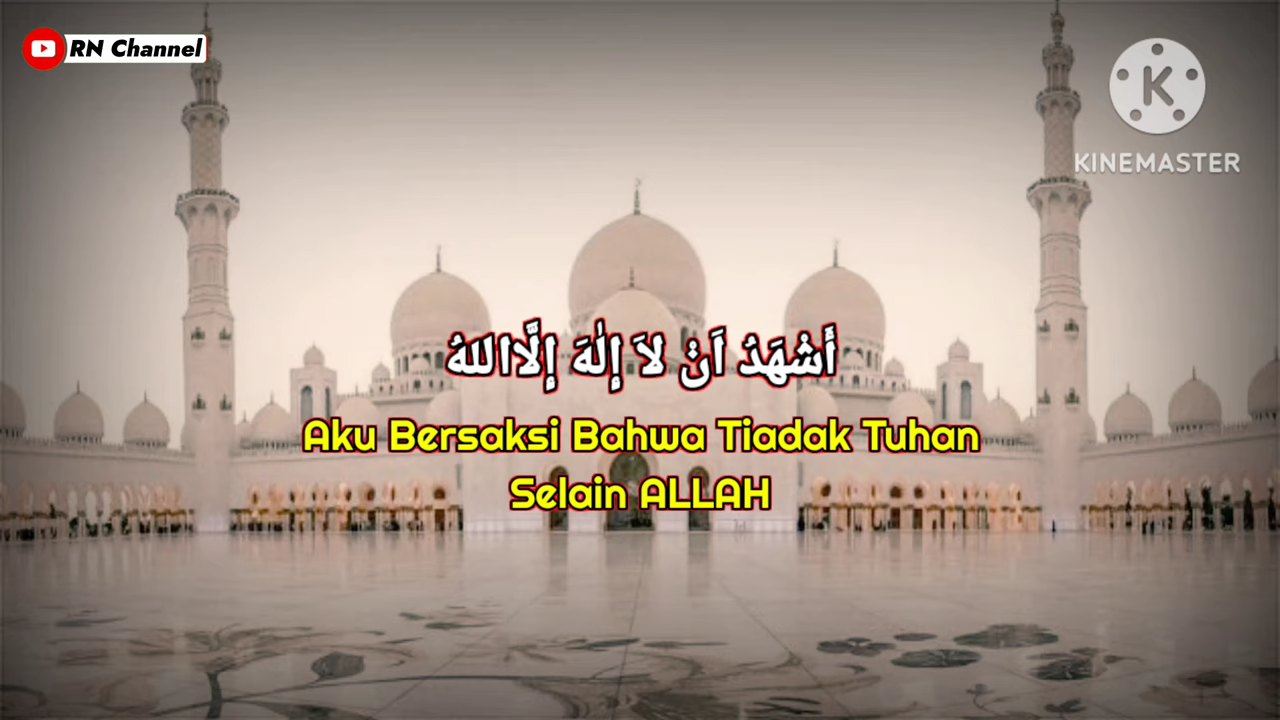 RN Channel
K
KINEMASTER
أَشْهَدُ اَنْ لاَ إِلٰهَ إِلَّااللهُ
Aku Bersaksi Bahwa Tiadak Tuhan
Selain ALLAH